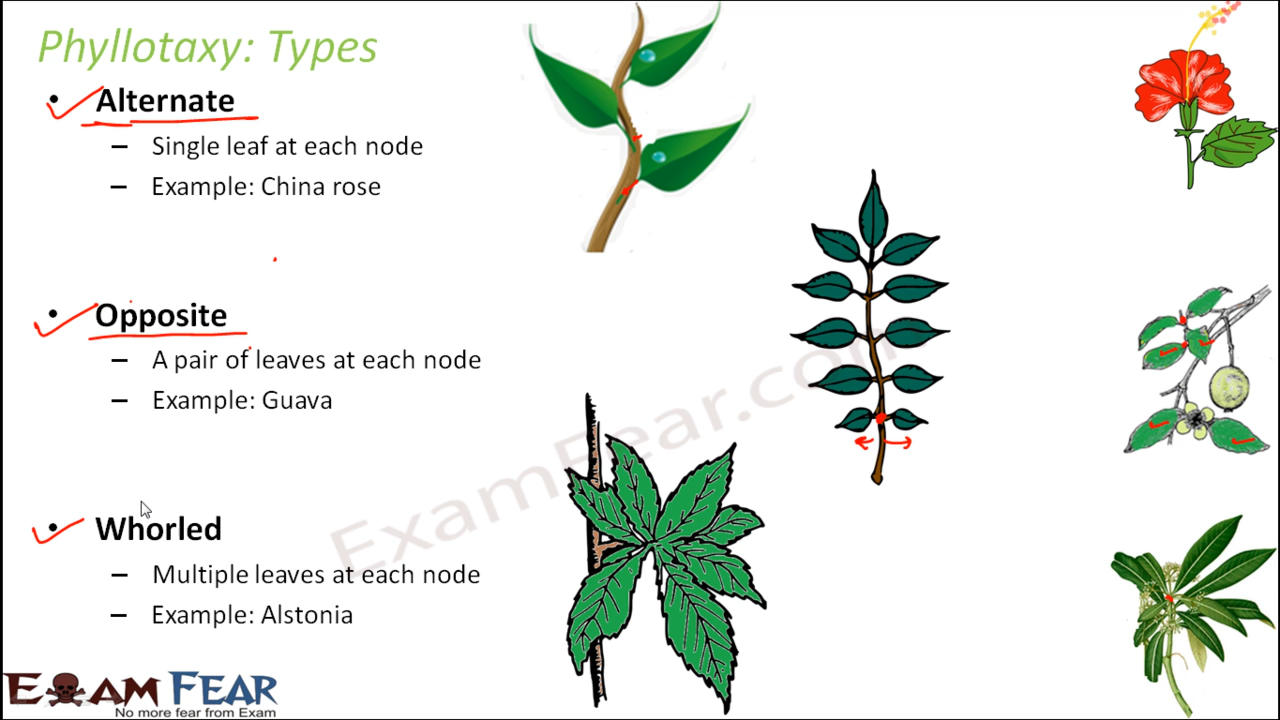 Phyllotaxy: Types
• Alternate
– Single leaf at each node
– Example: China rose
• Opposite
– A pair of leaves at each node
– Example: Guava
• Whorled
– Multiple leaves at each node
– Example: Alstonia
ExamFear.com
EXAM FEAR
No more fear from Exam